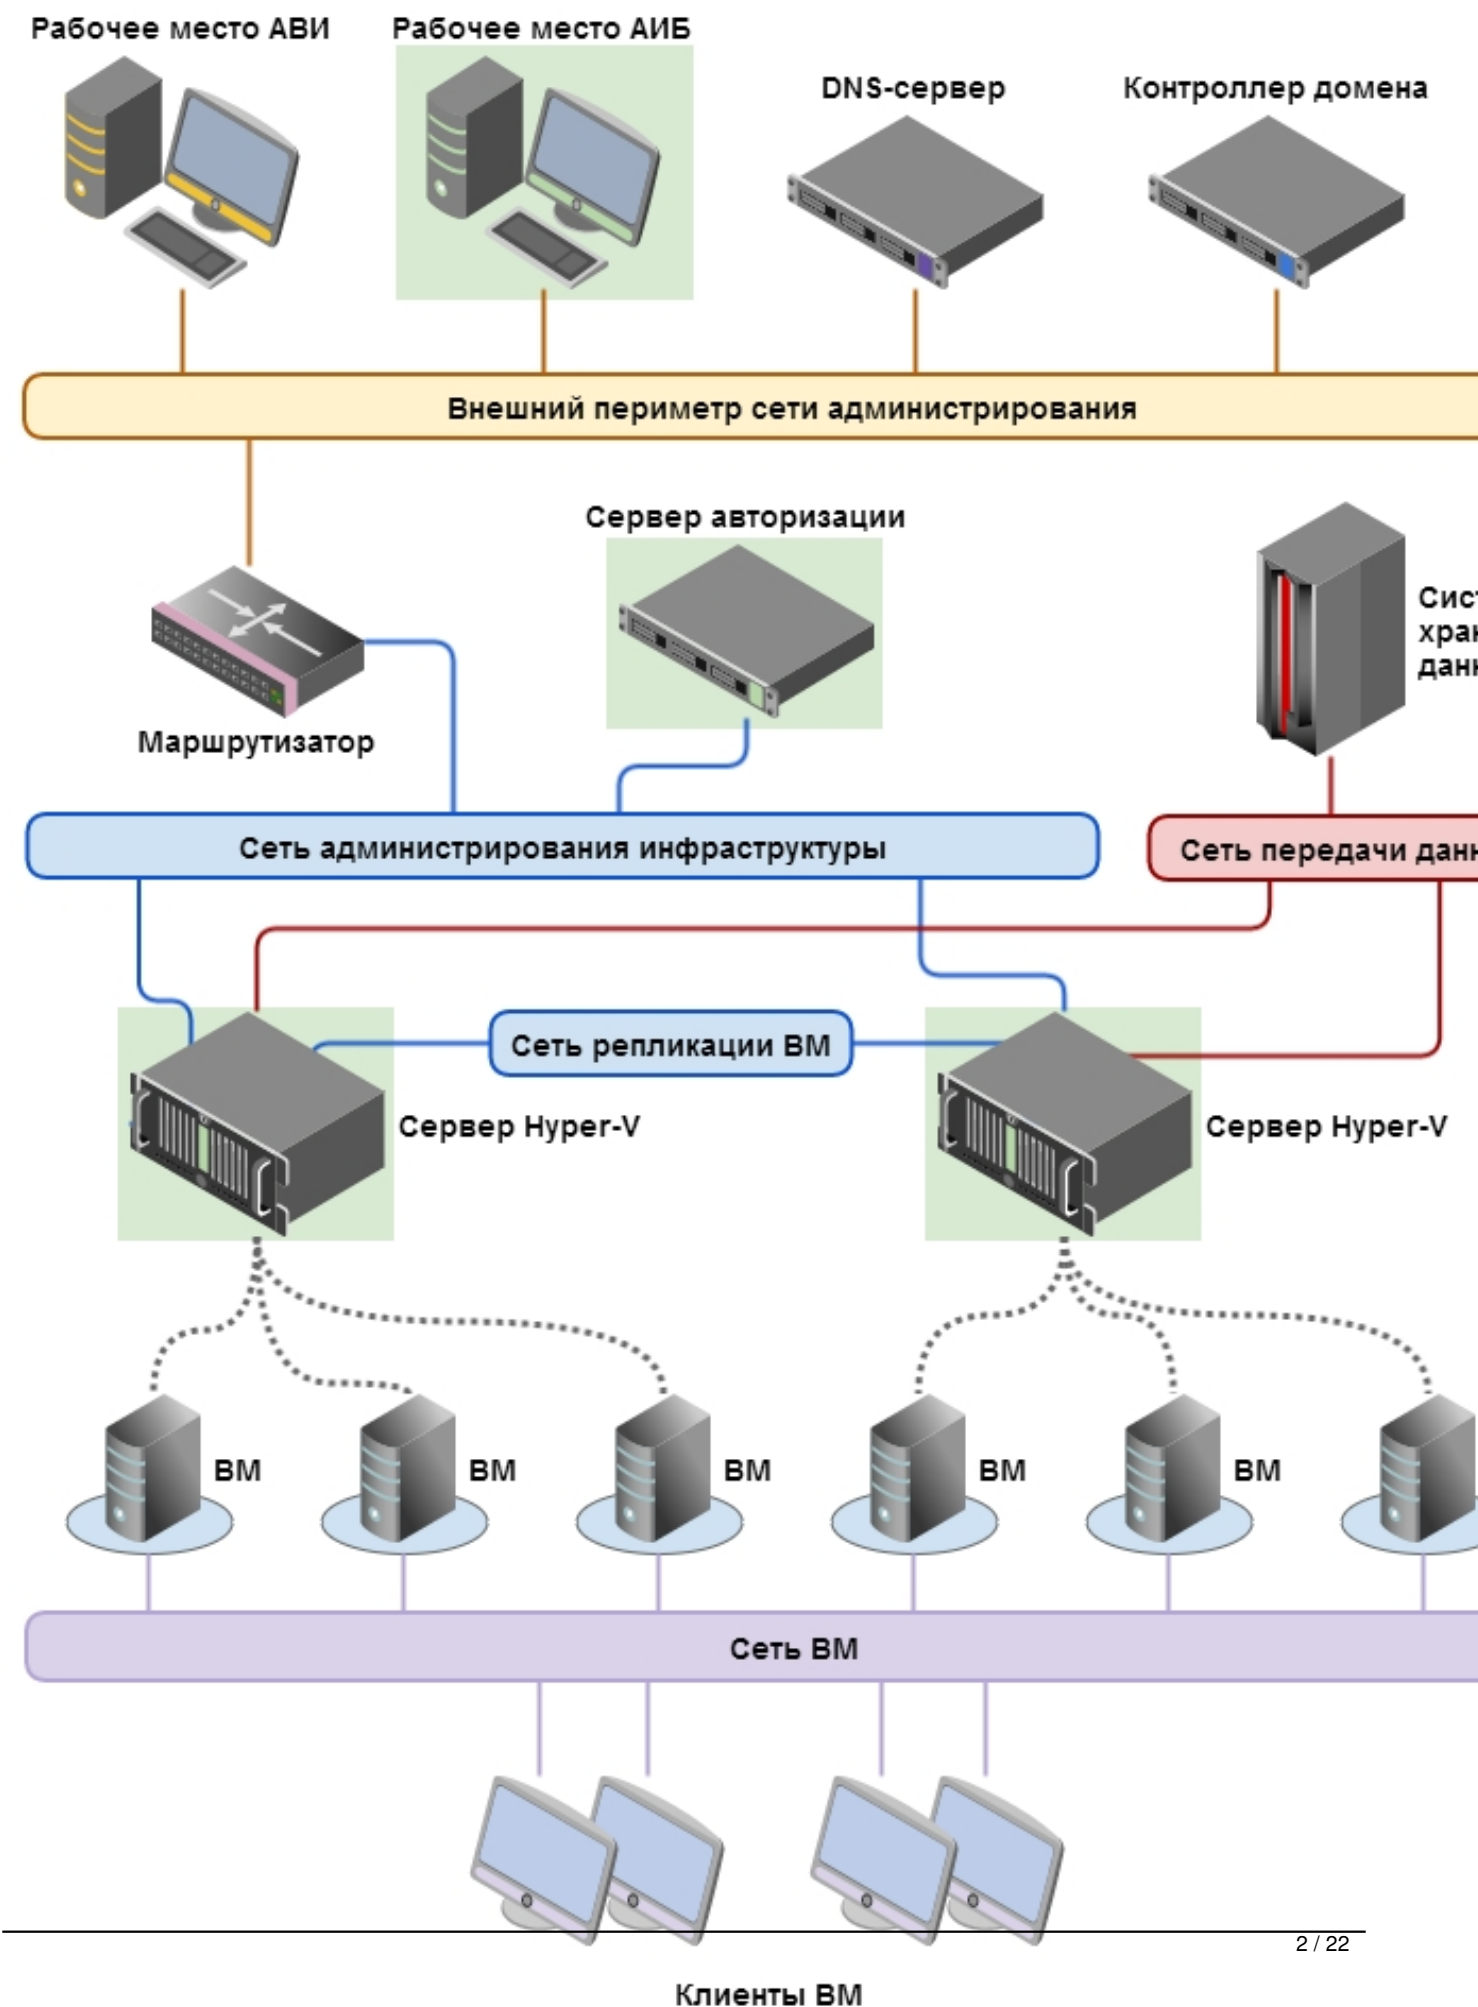 Рабочее место АВИ
Рабочее место АИБ
DNS-сервер
Контроллер домена
Внешний периметр сети администрирования
Сервер авторизации
Маршрутизатор
Сеть администрирования инфраструктуры
Сеть передачи
Сеть репликации ВМ
Сервер Hyper-V
Сервер Hyper-V
ВМ
ВМ
ВМ
ВМ
ВМ
Сеть ВМ
2 / 22
Клиенты ВМ